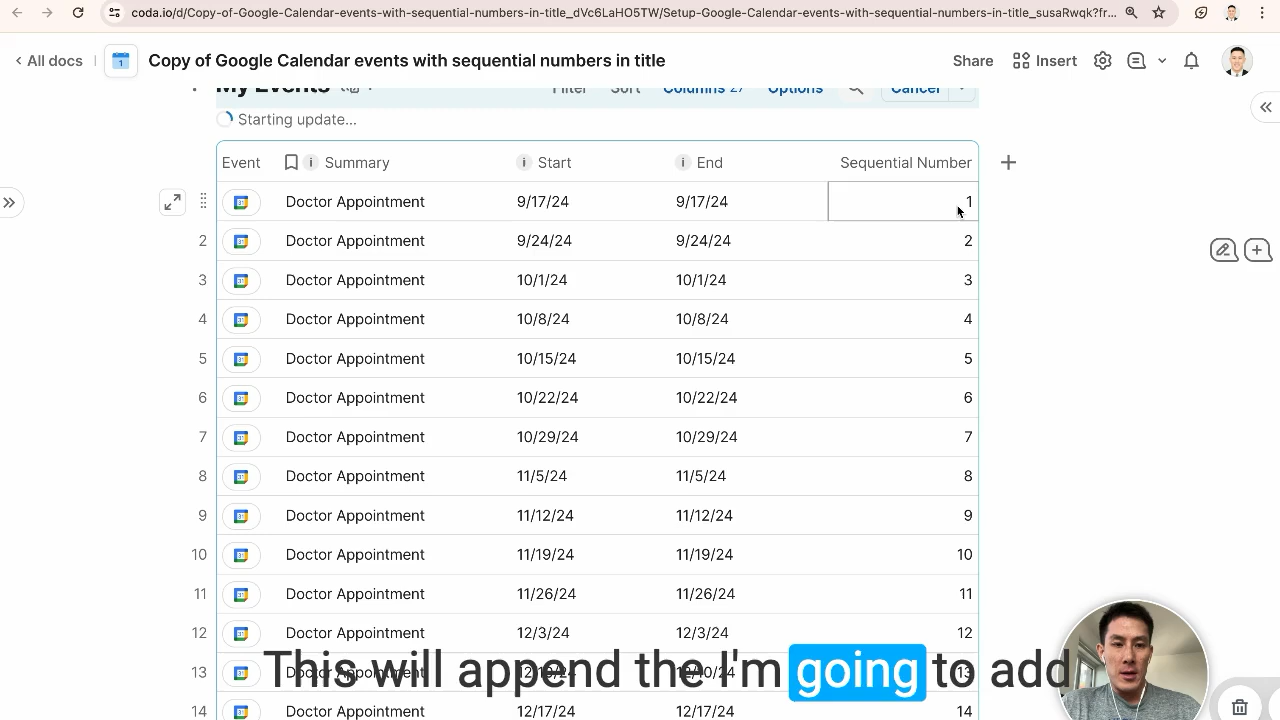 coda.io/d/Copy-of-Google-Calendar-events-with-sequential-numbers-in-title_dVc6LaHO5TW/Setup-Google-Calendar-events-with-sequential-numbers-in-title_susaRwqk?fr...
All docs
Copy of Google Calendar events with sequential numbers in title
Share
Insert
My Events
Filter
Sort
Columns 27
Options
Cancel
Starting update...
Event Summary Start End Sequential Number
Doctor Appointment 9/17/24 9/17/24 1
2 Doctor Appointment 9/24/24 9/24/24 2
3 Doctor Appointment 10/1/24 10/1/24 3
4 Doctor Appointment 10/8/24 10/8/24 4
5 Doctor Appointment 10/15/24 10/15/24 5
6 Doctor Appointment 10/22/24 10/22/24 6
7 Doctor Appointment 10/29/24 10/29/24 7
8 Doctor Appointment 11/5/24 11/5/24 8
9 Doctor Appointment 11/12/24 11/12/24 9
10 Doctor Appointment 11/19/24 11/19/24 10
11 Doctor Appointment 11/26/24 11/26/24 11
12 Doctor Appointment 12/3/24 12/3/24 12
13 Doctor Appointment 13
This will append the I'm going to add
14 Doctor Appointment 12/17/24 12/17/24 14